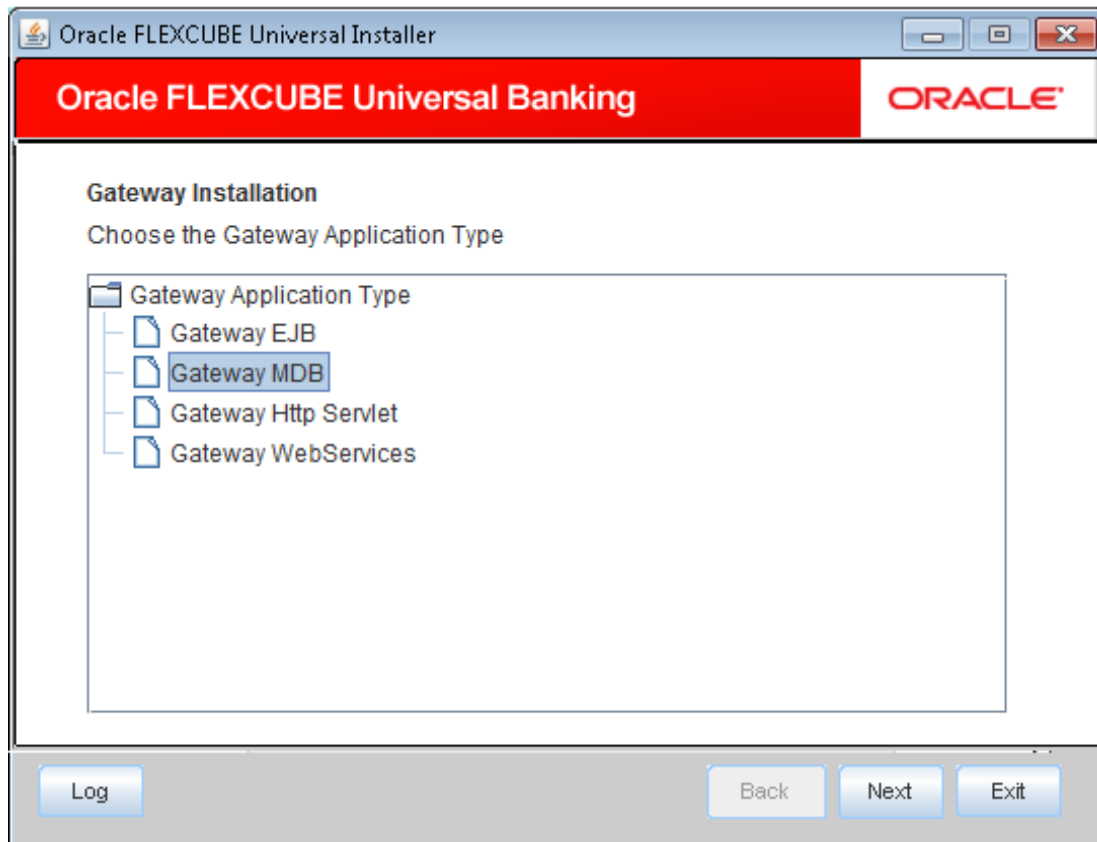 Oracle FLEXCUBE Universal Installer
Oracle FLEXCUBE Universal Banking
ORACLE
Gateway Installation
Choose the Gateway Application Type
Gateway Application Type
Gateway EJB
Gateway MDB
Gateway Http Servlet
Gateway WebServices
Log
Back
Next
Exit